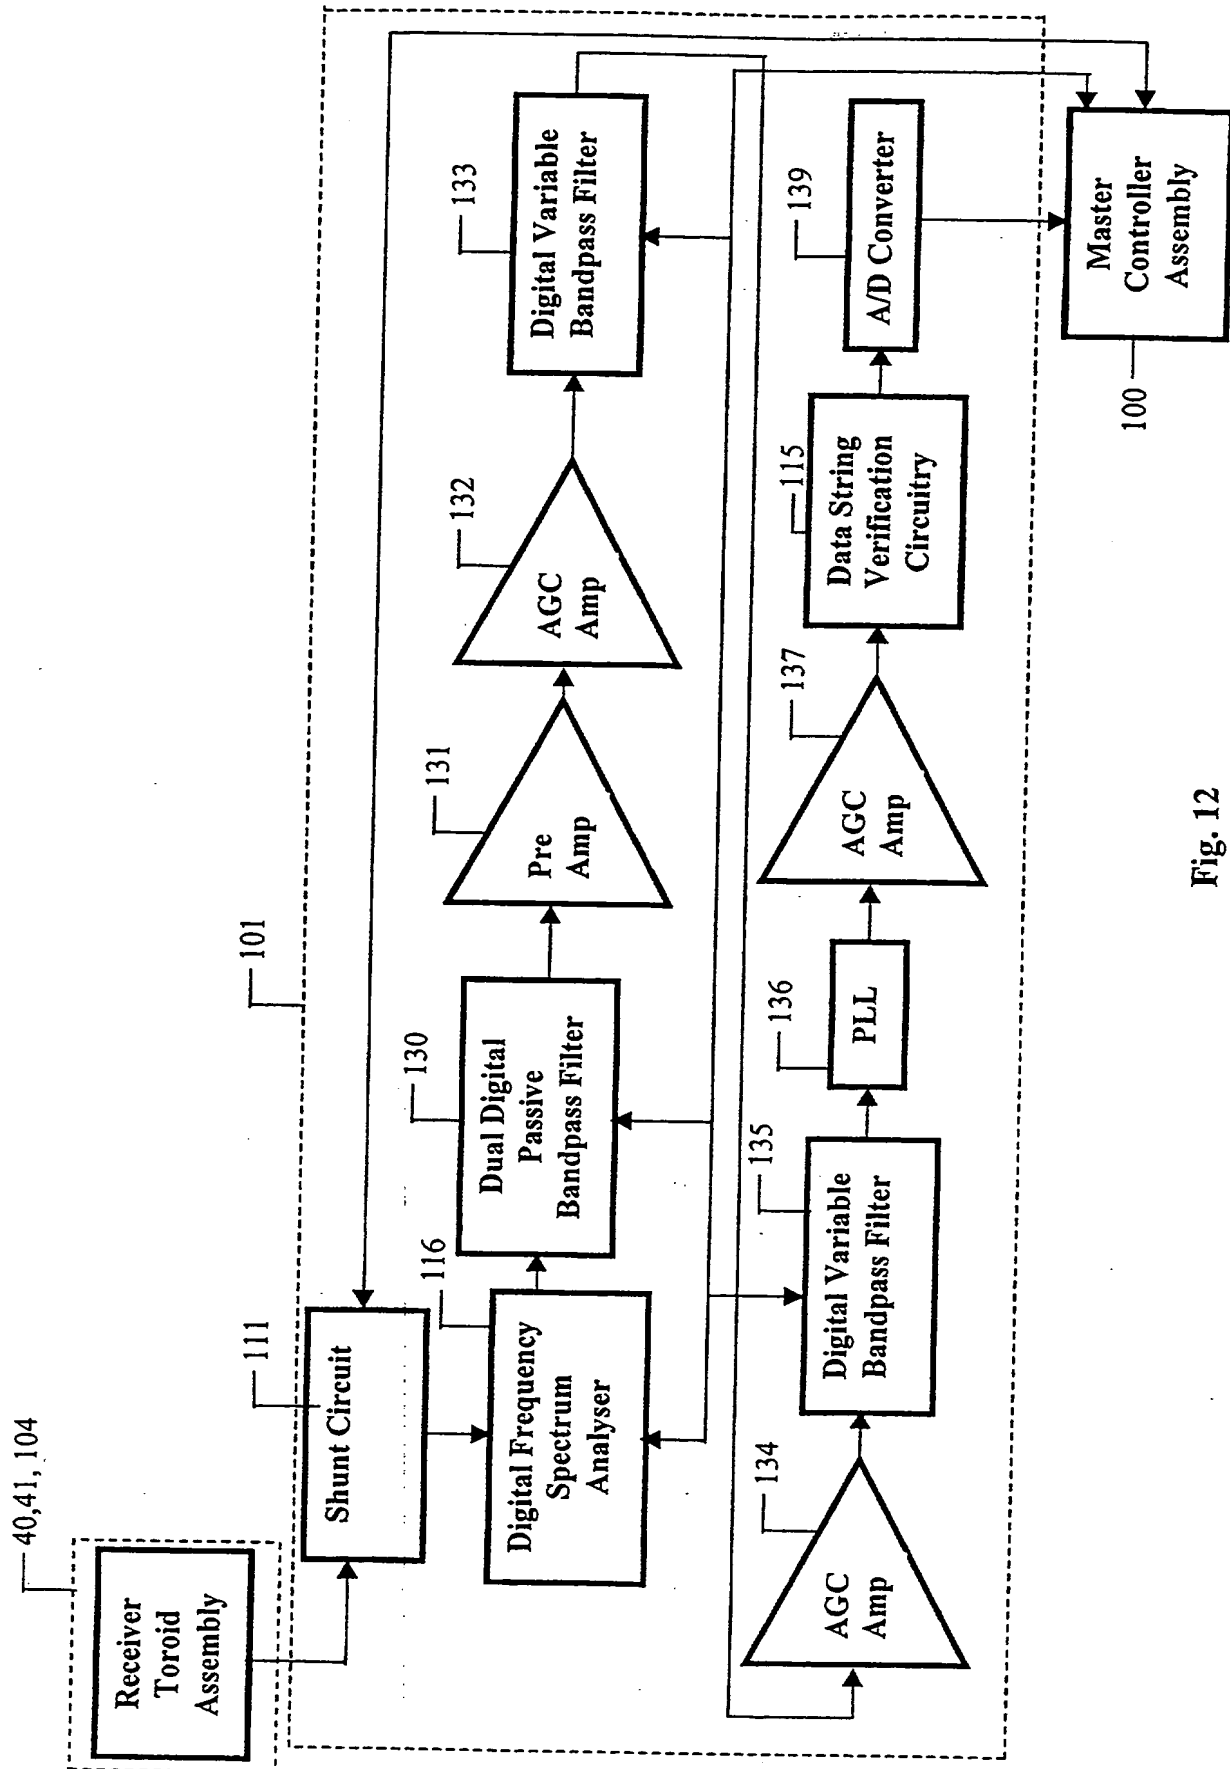 40,41, 104
Receiver
Toroid
Assembly
111
Shunt Circuit
101
116
Digital Frequency
Spectrum
Analyser
130
Dual Digital
Passive
Bandpass Filter
131
Pre
Amp
132
AGC
Amp
133
Digital Variable
Bandpass Filter
134
AGC
Amp
135
Digital Variable
Bandpass Filter
136
PLL
137
AGC
Amp
115
Data String
Verification
Circuitry
139
A/D Converter
100
Master
Controller
Assembly
Fig. 12